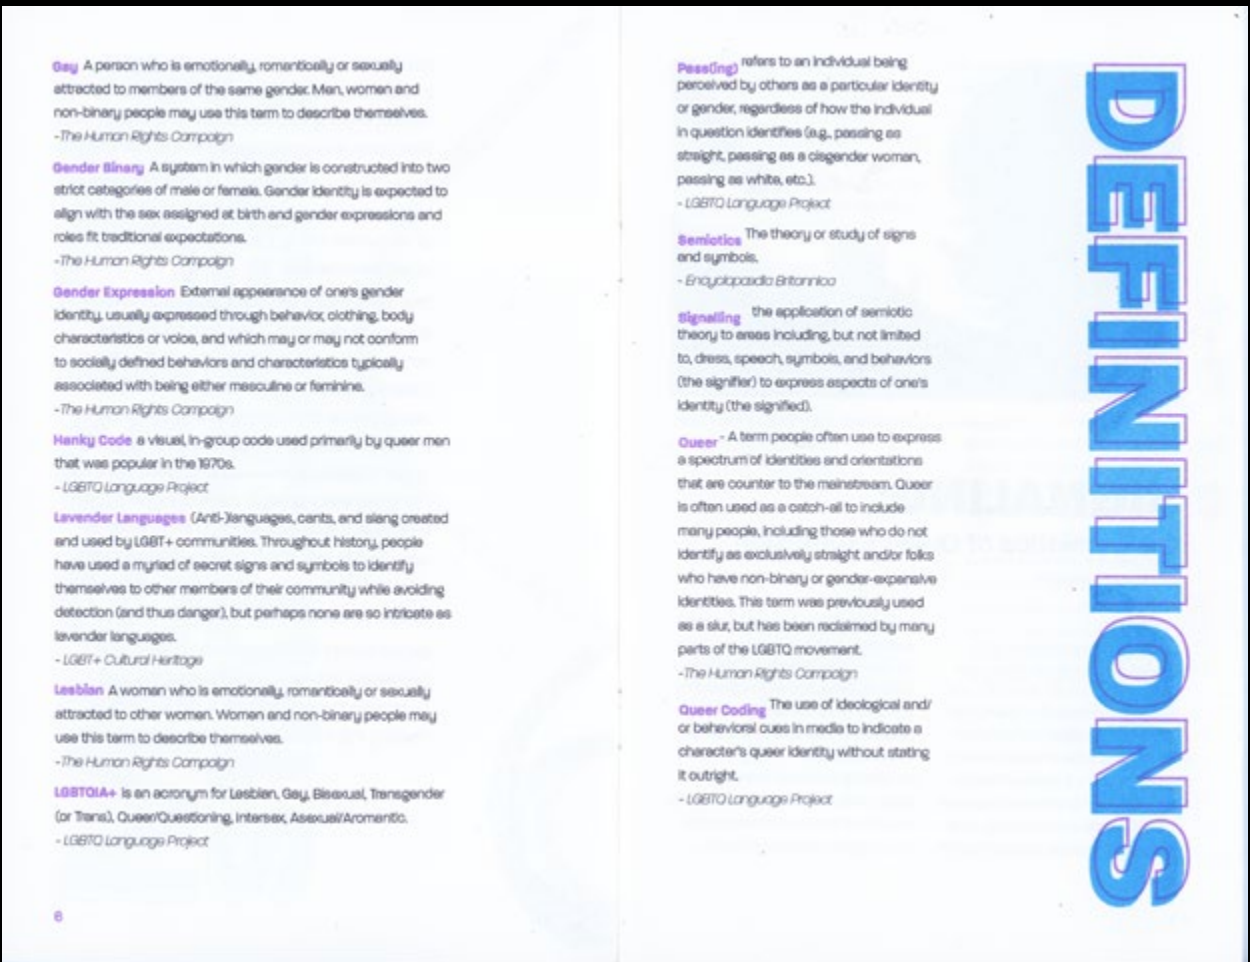 Gay A person who is emotionally, romantically or sexually
attracted to members of the same gender. Men, women and
non-binary people may use this term to describe themselves.
-The Human Rights Campaign
Gender Binary A system in which gender is constructed into two
strict categories of male or female. Gender identity is expected to
align with the sex assigned at birth and gender expressions and
roles fit traditional expectations.
-The Human Rights Campaign
Gender Expression External appearance of one's gender
identity, usually expressed through behavior, clothing, body
characteristics or voice, and which may or may not conform
to socially defined behaviors and characteristics typically
associated with being either masculine or feminine.
-The Human Rights Campaign
Hanky Code a visual, in-group code used primarily by queer men
that was popular in the 1970s.
- LGBTQ Language Project
Lavender Languages (Anti-)languages, cants, and slang created
and used by LGBT+ communities. Throughout history, people
have used a myriad of secret signs and symbols to identify
themselves to other members of their community while avoiding
detection (and thus danger), but perhaps none are so intricate as
lavender languages.
- LGBT+ Cultural Heritage
Lesbian A woman who is emotionally, romantically or sexually
attracted to other women. Women and non-binary people may
use this term to describe themselves.
-The Human Rights Campaign
LGBTQIA+ is an acronym for Lesbian, Gay, Bisexual, Transgender
(or Trans), Queer/Questioning, Intersex, Asexual/Aromantic.
- LGBTQ Language Project
6
Pass(ing) refers to an individual being
perceived by others as a particular identity
or gender, regardless of how the individual
in question identifies (e.g., passing as
straight, passing as a cisgender woman,
passing as white, etc.).
- LGBTQ Language Project
Semiotics The theory or study of signs
and symbols.
- Encyclopaedia Britannica
Signalling the application of semiotic
theory to areas including, but not limited
to, dress, speech, symbols, and behaviors
(the signifier) to express aspects of one's
identity (the signified).
Queer - A term people often use to express
a spectrum of identities and orientations
that are counter to the mainstream. Queer
is often used as a catch-all to include
many people, including those who do not
identify as exclusively straight and/or folks
who have non-binary or gender-expansive
identities. This term was previously used
as a slur, but has been reclaimed by many
parts of the LGBTQ movement.
-The Human Rights Campaign
Queer Coding The use of ideological and/
or behavioral cues in media to indicate a
character's queer identity without stating
it outright.
- LGBTQ Language Project
DEFINITIONS